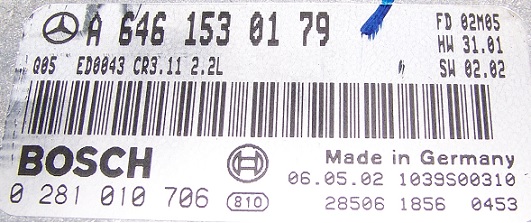 A 646 153 01 79
FD 02M05
HW 31.01
Q05 ED0043 CR3.11 2.2L
SW 02.02
BOSCH
Made in Germany
06.05.02 1039S00310
0 281 010 706 810
28506 1856 0453